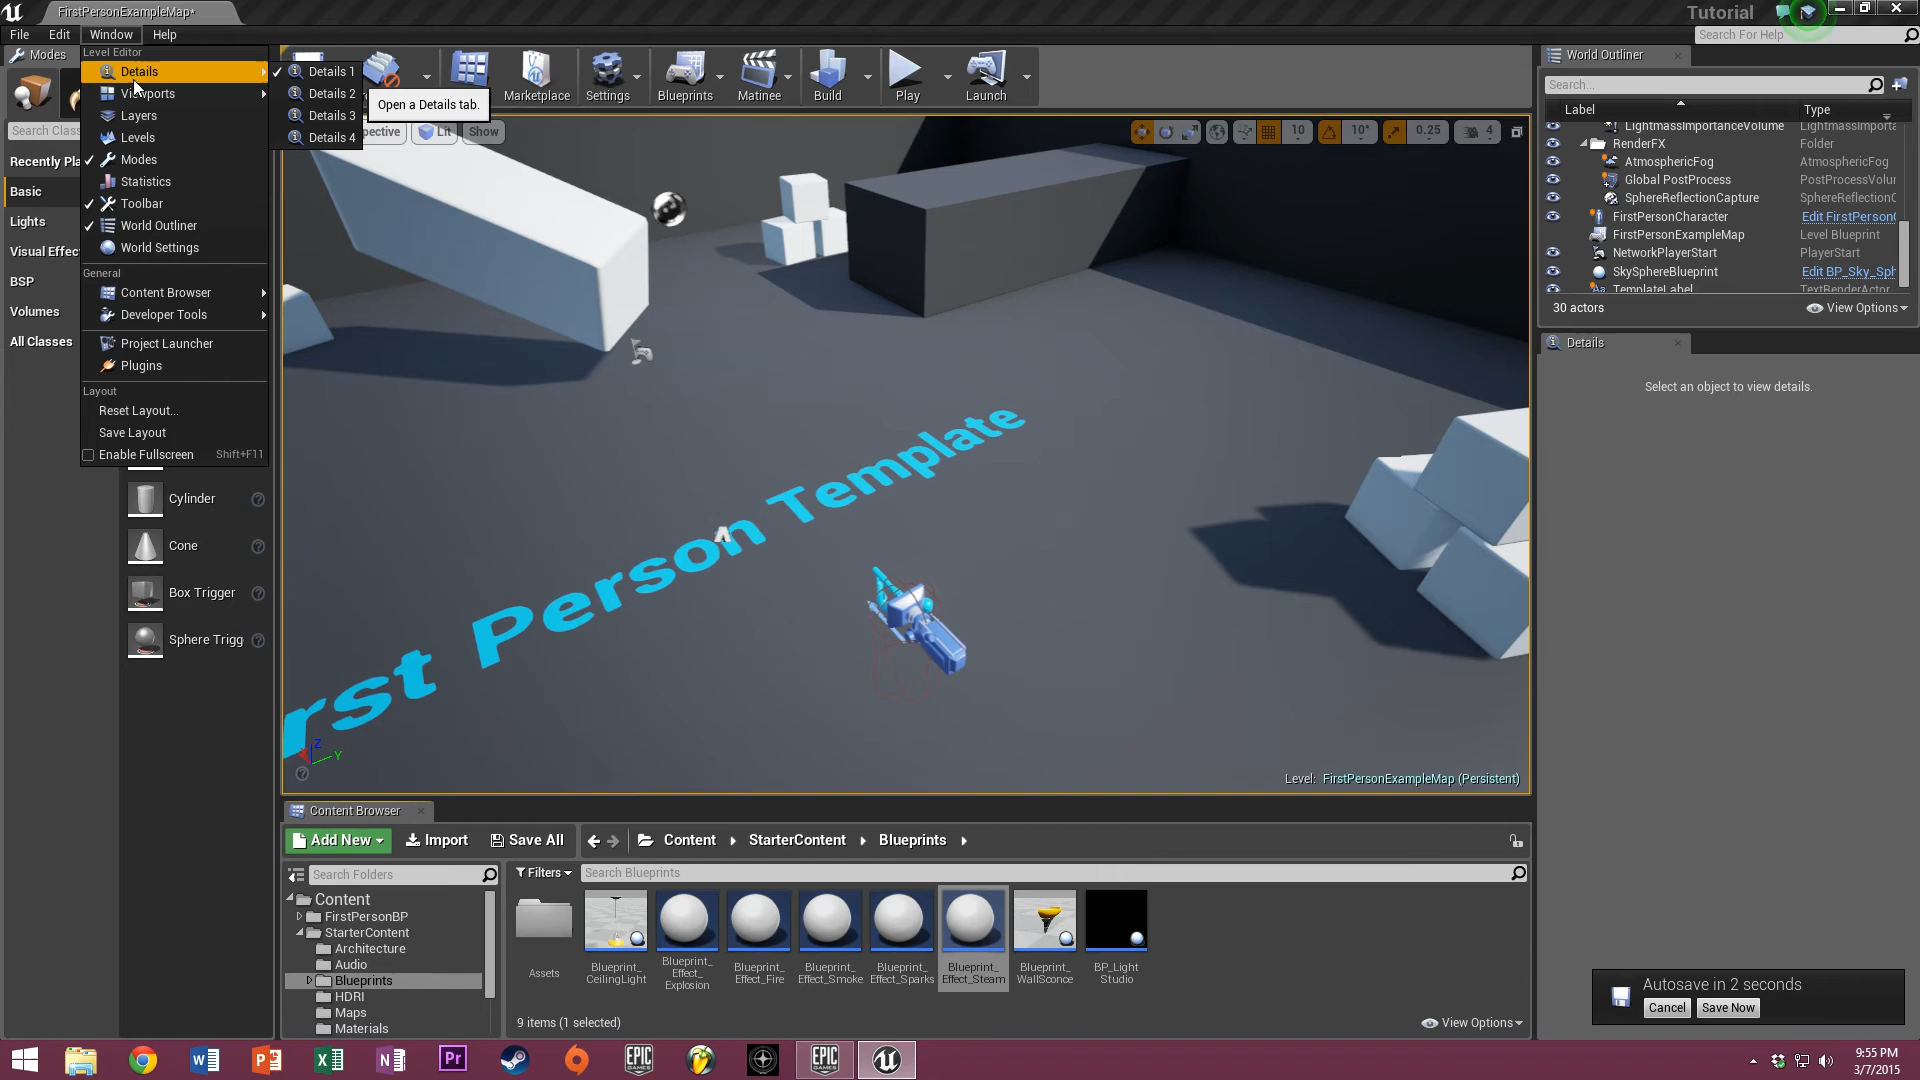 FirstPersonExampleMap*
Tutorial
File Edit Window Help
Search For Help
Modes
Level Editor
Details
Viewports
Layers
Levels
Modes
Statistics
Toolbar
World Outliner
World Settings
General
Content Browser
Developer Tools
Project Launcher
Plugins
Layout
Reset Layout...
Save Layout
Enable Fullscreen Shift+F11
Details 1
Details 2
Details 3
Details 4
Open a Details tab.
Marketplace Settings Blueprints Matinee Build Play Launch
Search Clas
Recently Pla
Basic
Lights
Visual Effec
BSP
Volumes
All Classes
Cylinder
Cone
Box Trigger
Sphere Trigg
pective Lit Show
10 10° 0.25 4
rst Person Template
Z
Y
Level: FirstPersonExampleMap (Persistent)
World Outliner
Search...
Label Type
LightmassImportanceVolume LightmassImporta
RenderFX Folder
AtmosphericFog AtmosphericFog
Global PostProcess PostProcessVolur
SphereReflectionCapture SphereReflectionC
FirstPersonCharacter Edit FirstPersonC
FirstPersonExampleMap Level Blueprint
NetworkPlayerStart PlayerStart
SkySphereBlueprint Edit BP_Sky_Sph
TemplateLabel TextRenderActor
30 actors View Options
Details
Select an object to view details.
Content Browser
Add New Import Save All Content StarterContent Blueprints
Search Folders
Filters Search Blueprints
Content
FirstPersonBP
StarterContent
Architecture
Audio
Blueprints
HDRI
Maps
Materials
Assets
Blueprint_
CeilingLight
Blueprint_
Effect_
Explosion
Blueprint_
Effect_Fire
Blueprint_
Effect_Smoke
Blueprint_
Effect_Sparks
Blueprint_
Effect_Steam
Blueprint_
WallSconce
BP_Light
Studio
9 items (1 selected) View Options
Autosave in 2 seconds
Cancel Save Now
EPIC
GAMES
EPIC
GAMES
Pr
9:55 PM
3/7/2015